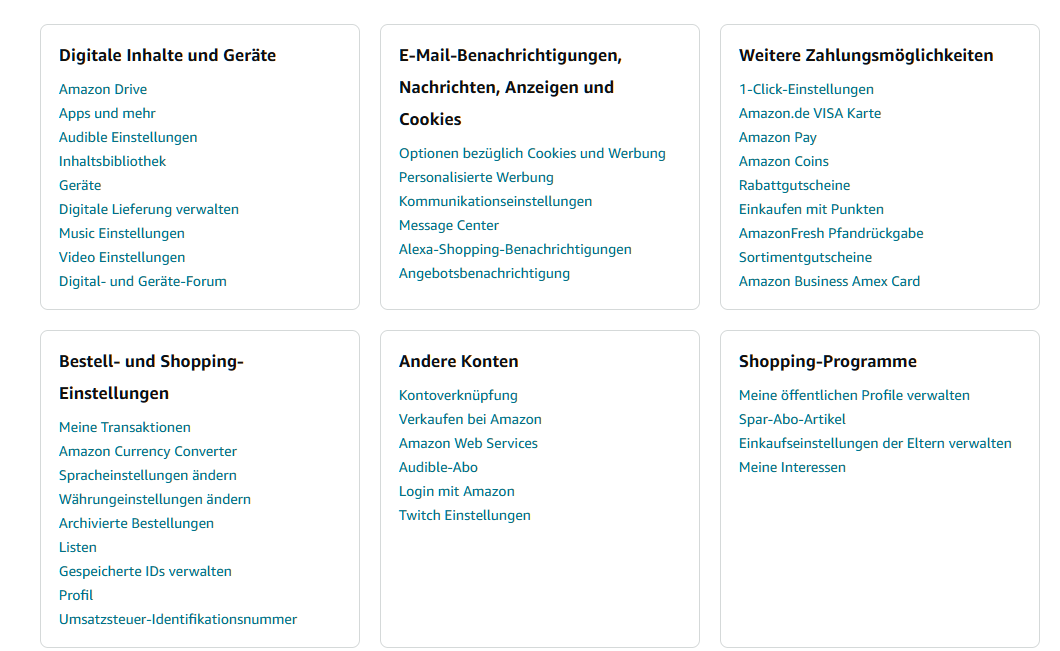 Digitale Inhalte und Geräte
Amazon Drive
Apps und mehr
Audible Einstellungen
Inhaltsbibliothek
Geräte
Digitale Lieferung verwalten
Music Einstellungen
Video Einstellungen
Digital- und Geräte-Forum
E-Mail-Benachrichtigungen,
Nachrichten, Anzeigen und
Cookies
Optionen bezüglich Cookies und Werbung
Personalisierte Werbung
Kommunikationseinstellungen
Message Center
Alexa-Shopping-Benachrichtigungen
Angebotsbenachrichtigung
Weitere Zahlungsmöglichkeiten
1-Click-Einstellungen
Amazon.de VISA Karte
Amazon Pay
Amazon Coins
Rabattgutscheine
Einkaufen mit Punkten
AmazonFresh Pfandrückgabe
Sortimentgutscheine
Amazon Business Amex Card
Bestell- und Shopping-
Einstellungen
Meine Transaktionen
Amazon Currency Converter
Spracheinstellungen ändern
Währungeinstellungen ändern
Archivierte Bestellungen
Listen
Gespeicherte IDs verwalten
Profil
Umsatzsteuer-Identifikationsnummer
Andere Konten
Kontoverknüpfung
Verkaufen bei Amazon
Amazon Web Services
Audible-Abo
Login mit Amazon
Twitch Einstellungen
Shopping-Programme
Meine öffentlichen Profile verwalten
Spar-Abo-Artikel
Einkaufseinstellungen der Eltern verwalten
Meine Interessen